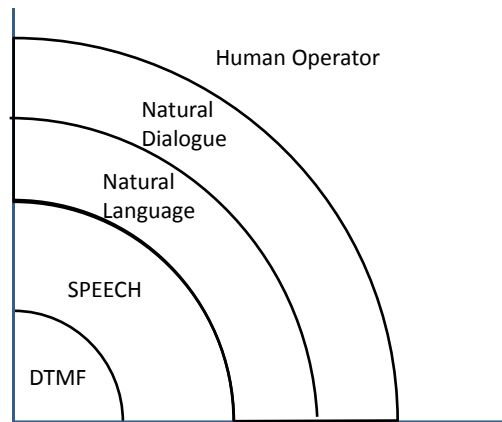 Human Operator
Natural
Dialogue
Natural
Language
SPEECH
DTMF